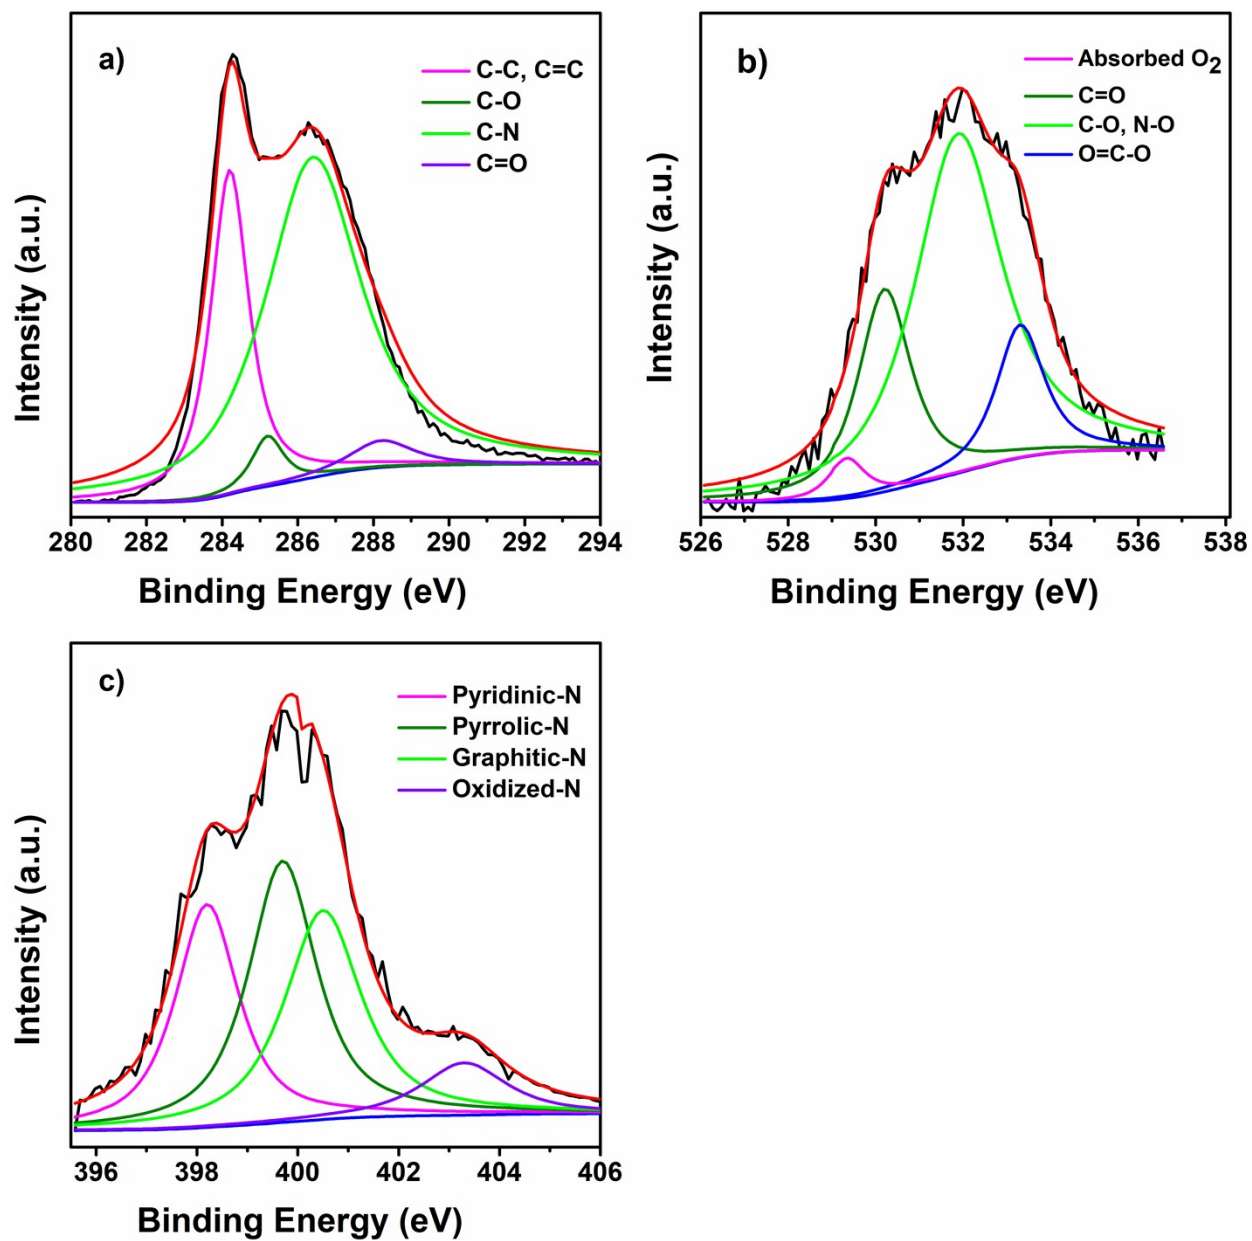 a)
C-C, C=C
C-O
C-N
C=O
Intensity (a.u.)
280 282 284 286 288 290 292 294
Binding Energy (eV)
b)
Absorbed O2
C=O
C-O, N-O
O=C-O
Intensity (a.u.)
526 528 530 532 534 536 538
Binding Energy (eV)
c)
Pyridinic-N
Pyrrolic-N
Graphitic-N
Oxidized-N
Intensity (a.u.)
396 398 400 402 404 406
Binding Energy (eV)